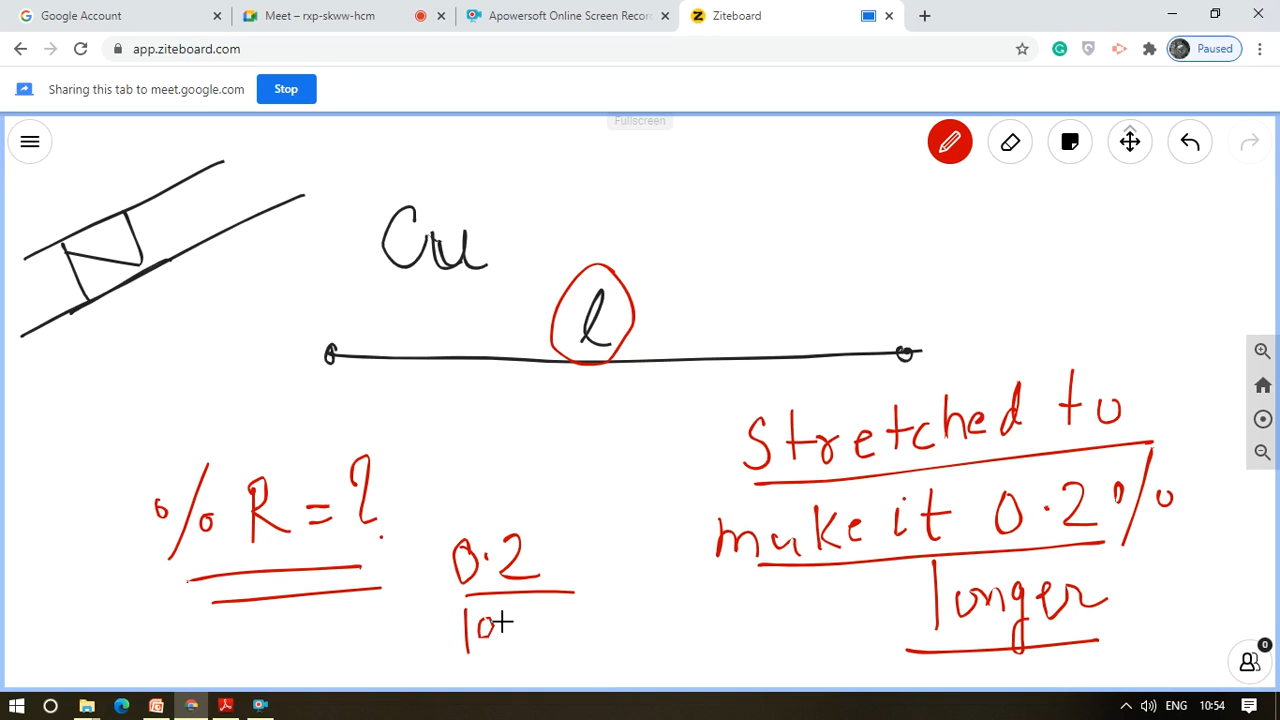 Google Account
Meet – rxp-skww-hcm
Apowersoft Online Screen Recor
Ziteboard
app.ziteboard.com
Paused
Sharing this tab to meet.google.com
Stop
Fullscreen
Cu
l
Stretched to
make it 0.2%
longer
% R = ?
0.2
10
0
ENG
10:54